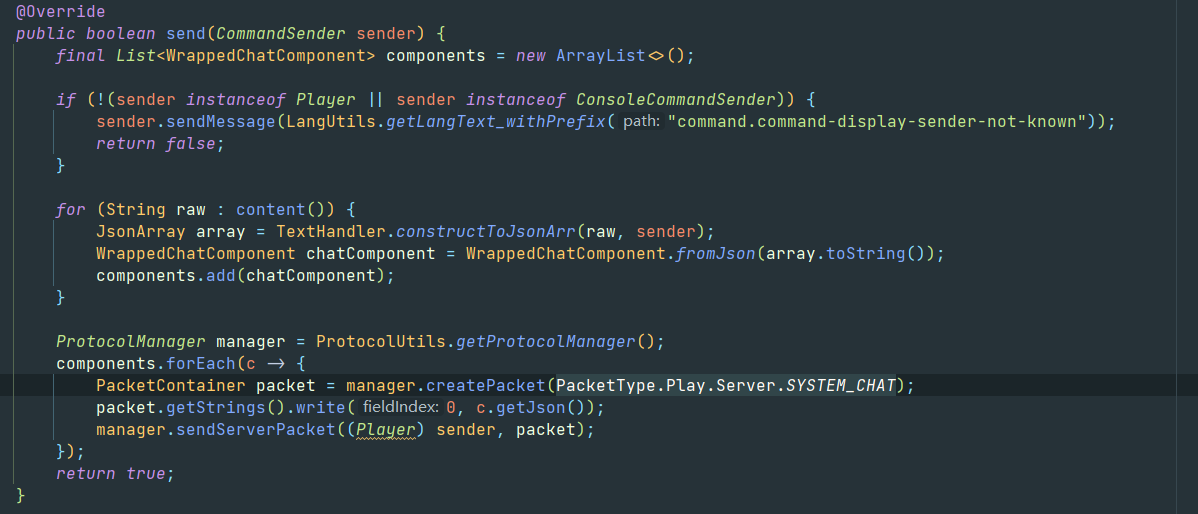 @Override
public boolean send(CommandSender sender) {
    final List<WrappedChatComponent> components = new ArrayList<>();

    if (!(sender instanceof Player || sender instanceof ConsoleCommandSender)) {
        sender.sendMessage(LangUtils.getLangText_withPrefix( path: "command.command-display-sender-not-known"));
        return false;
    }

    for (String raw : content()) {
        JsonArray array = TextHandler.constructToJsonArr(raw, sender);
        WrappedChatComponent chatComponent = WrappedChatComponent.fromJson(array.toString());
        components.add(chatComponent);
    }

    ProtocolManager manager = ProtocolUtils.getProtocolManager();
    components.forEach(c -> {
        PacketContainer packet = manager.createPacket(PacketType.Play.Server.SYSTEM_CHAT);
        packet.getStrings().write( fieldIndex: 0, c.getJson());
        manager.sendServerPacket((Player) sender, packet);
    });
    return true;
}